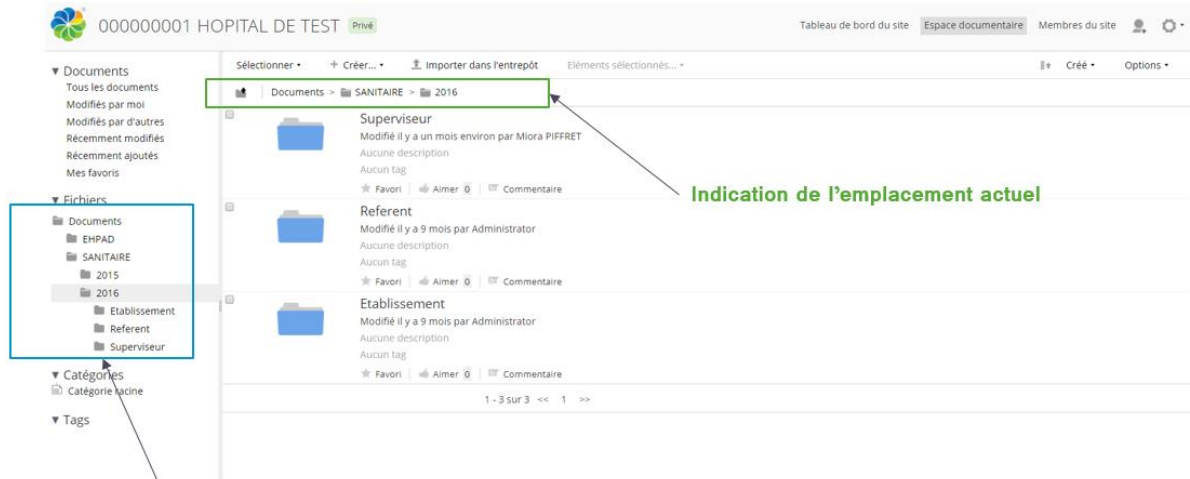 000000001 HOPITAL DE TEST Privé
Tableau de bord du site Espace documentaire Membres du site
Documents
Tous les documents
Modifiés par moi
Modifiés par d'autres
Récemment modifiés
Récemment ajoutés
Mes favoris
Fichiers
Documents
EHPAD
SANITAIRE
2015
2016
Etablissement
Referent
Superviseur
Catégories
Catégorie racine
Tags
Sélectionner + Créer... Importer dans l'entrepôt Eléments sélectionnés... Créé Options
Documents > SANITAIRE > 2016
Superviseur
Modifié il y a un mois environ par Miora PIFFRET
Aucune description
Aucun tag
Favori Aimer 0 Commentaire
Referent
Modifié il y a 9 mois par Administrator
Aucune description
Aucun tag
Favori Aimer 0 Commentaire
Etablissement
Modifié il y a 9 mois par Administrator
Aucune description
Aucun tag
Favori Aimer 0 Commentaire
1 - 3 sur 3 << 1 >>
Indication de l'emplacement actuel